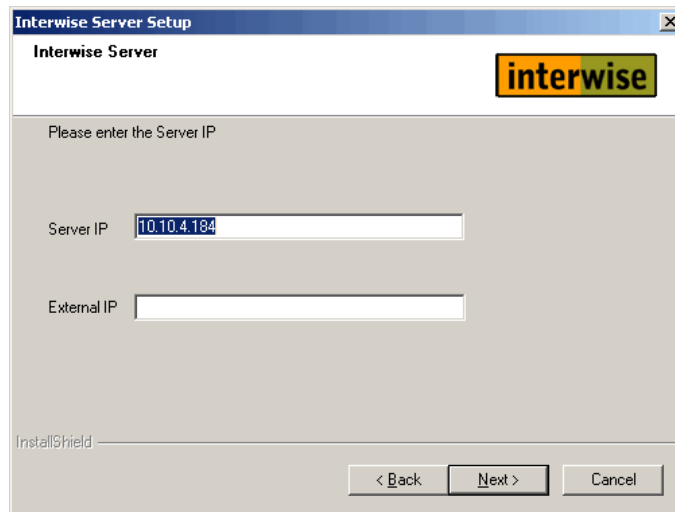 Interwise Server Setup
Interwise Server
interwise
Please enter the Server IP
Server IP 10.10.4.184
External IP
InstallShield
< Back Next > Cancel